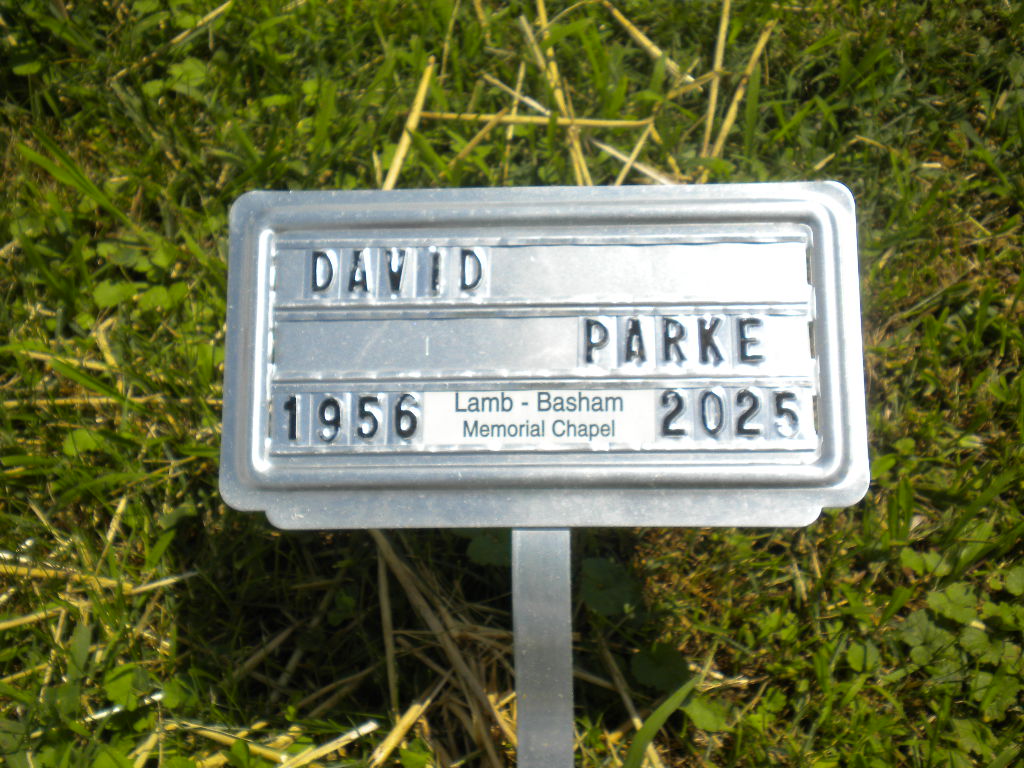 DAVID
PARKE
1956 Lamb - Basham 2025
Memorial Chapel